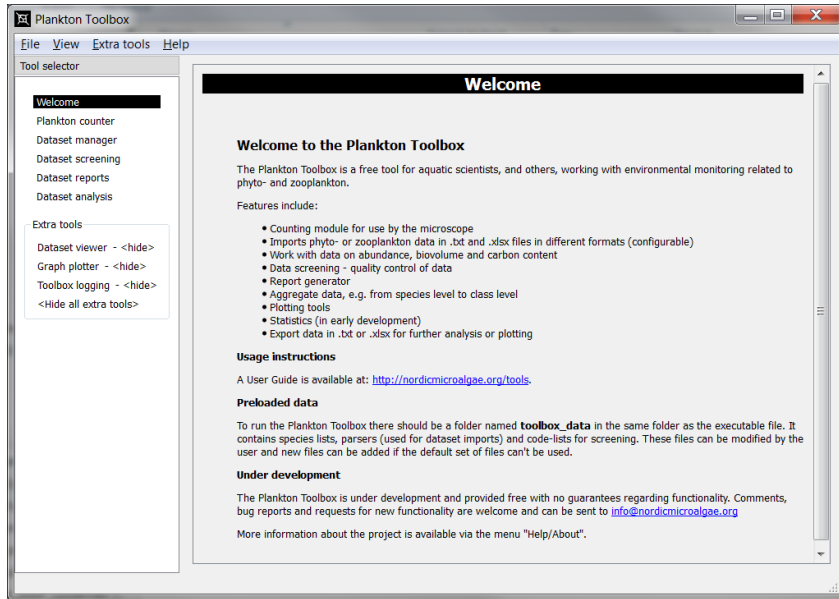 Plankton Toolbox
File View Extra tools Help
Tool selector
Welcome
Plankton counter
Dataset manager
Dataset screening
Dataset reports
Dataset analysis
Extra tools
Dataset viewer - <hide>
Graph plotter - <hide>
Toolbox logging - <hide>
<Hide all extra tools>
Welcome
Welcome to the Plankton Toolbox
The Plankton Toolbox is a free tool for aquatic scientists, and others, working with environmental monitoring related to
phyto- and zooplankton.
Features include:
• Counting module for use by the microscope
• Imports phyto- or zooplankton data in .txt and .xlsx files in different formats (configurable)
• Work with data on abundance, biovolume and carbon content
• Data screening - quality control of data
• Report generator
• Aggregate data, e.g. from species level to class level
• Plotting tools
• Statistics (in early development)
• Export data in .txt or .xlsx for further analysis or plotting
Usage instructions
A User Guide is available at: http://nordicmicroalgae.org/tools.
Preloaded data
To run the Plankton Toolbox there should be a folder named toolbox_data in the same folder as the executable file. It
contains species lists, parsers (used for dataset imports) and code-lists for screening. These files can be modified by the
user and new files can be added if the default set of files can't be used.
Under development
The Plankton Toolbox is under development and provided free with no guarantees regarding functionality. Comments,
bug reports and requests for new functionality are welcome and can be sent to info@nordicmicroalgae.org
More information about the project is available via the menu "Help/About".